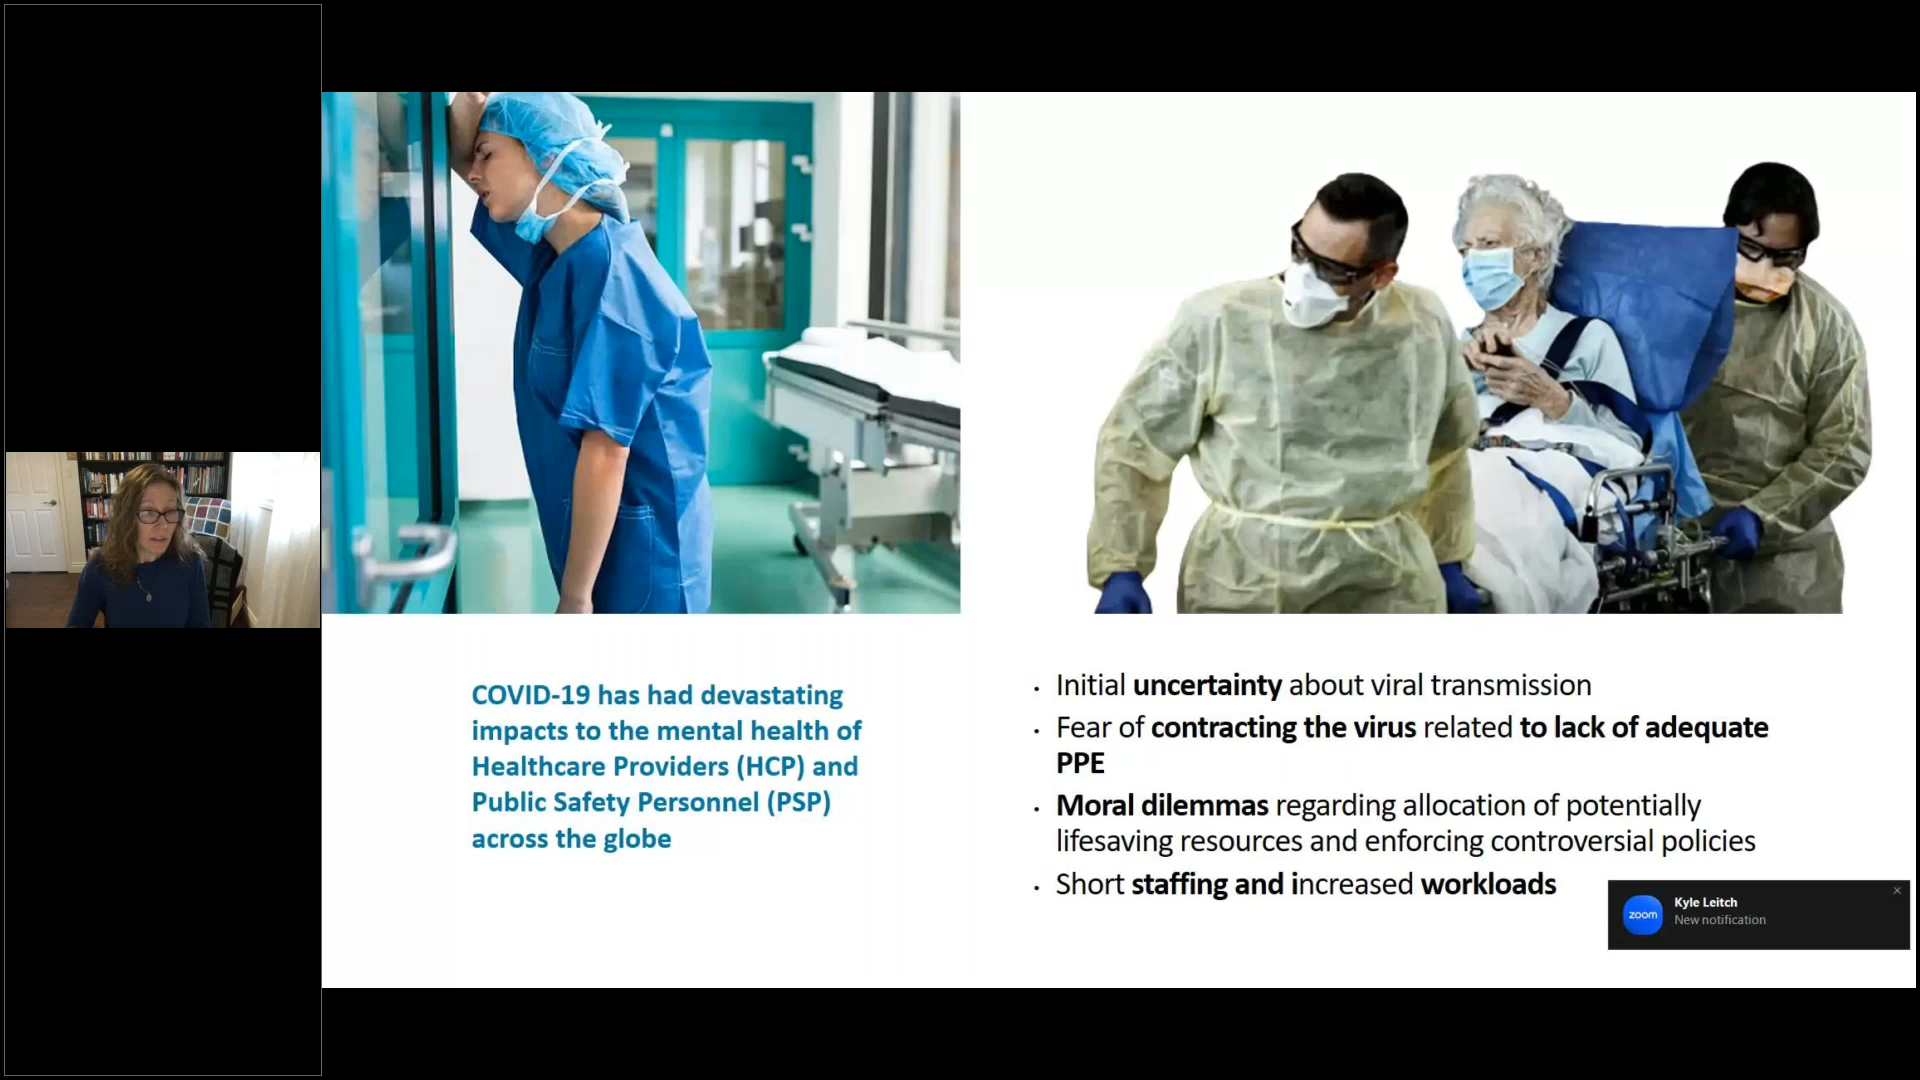 COVID-19 has had devastating
impacts to the mental health of
Healthcare Providers (HCP) and
Public Safety Personnel (PSP)
across the globe
• Initial uncertainty about viral transmission
• Fear of contracting the virus related to lack of adequate
PPE
• Moral dilemmas regarding allocation of potentially
lifesaving resources and enforcing controversial policies
• Short staffing and increased workloads
zoom
Kyle Leitch
New notification